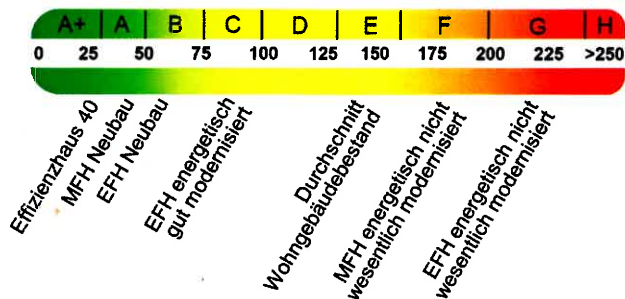 A+ A B C D E F G H
0 25 50 75 100 125 150 175 200 225 >250
Effizienzhaus 40
MFH Neubau
EFH Neubau
EFH energetisch
gut modernisiert
Durchschnitt
Wohngebäudebestand
MFH energetisch nicht
wesentlich modernisiert
EFH energetisch nicht
wesentlich modernisiert